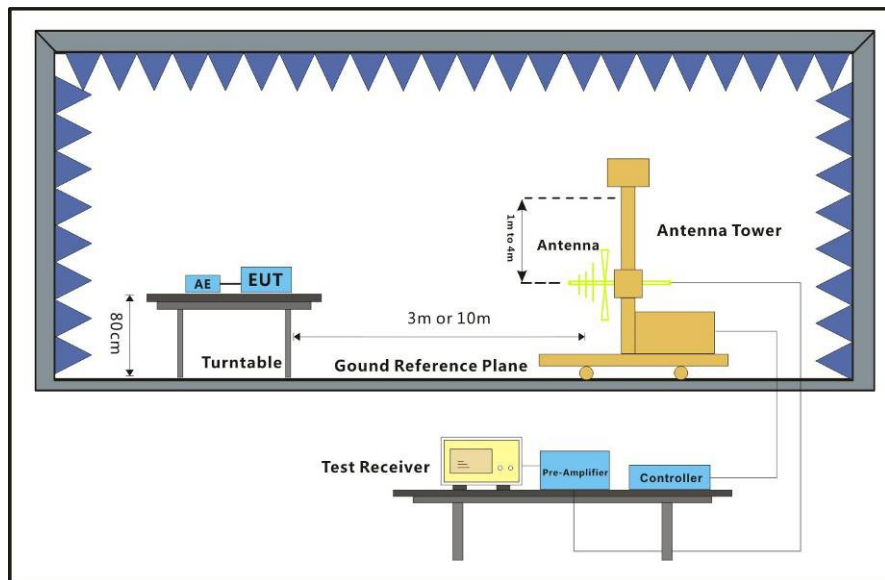 1m to 4m
Antenna
Antenna Tower
AE
EUT
80cm
3m or 10m
Turntable
Gound Reference Plane
Test Receiver
Pre-Amplifier
Controller